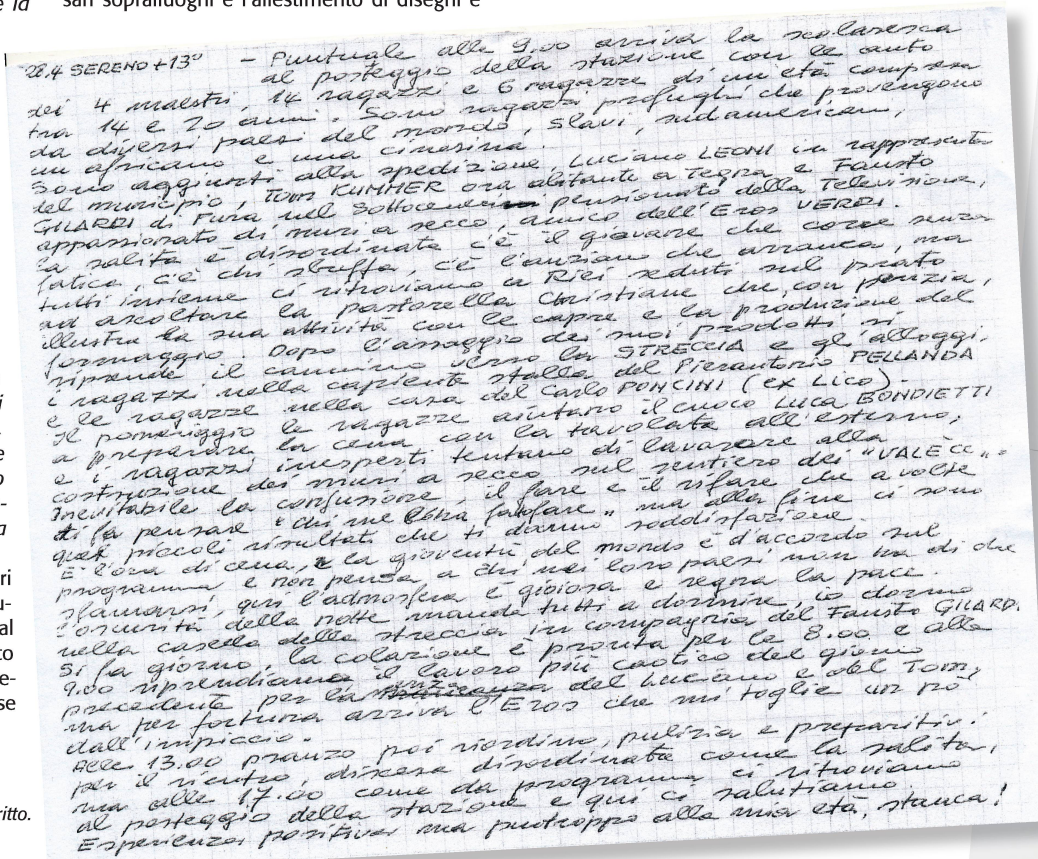 e la
san sopralluoghi e l'allestimento di disegni e
28.4 SERENO +13° - Puntuale alle 9.00 arriva la scolaresca
al posteggio della stazione con le auto
dei 4 maestri, 14 ragazzi e 6 ragazze di un'età compresa
tra 14 e 20 anni. Sono ragazzi profughi che provengono
da diversi paesi del mondo, slavi, sudamericani,
un africano e una cinesina.
Sono aggiunti alla spedizione Luciano LEONI in rappresentan
del municipio, Tom KUMMER ora abitante a Tegna e Fausto
GILARDI di Pura nel Sottoceneri pensionato della Televisione,
appassionato di muri a secco, amico dell'Eros VERDI.
la salita è disordinata c'è il giovane che corre senza
fatica, c'è chi sbuffa, c'è l'anziano che arranca, ma
tutti insieme ci ritroviamo a Riei seduti sul prato
ad ascoltare la pastorella Christiane che, con perizia,
illustra la sua attività con le capre e la produzione del
formaggio. Dopo l'assaggio dei suoi prodotti si
riprende il cammino verso la STRECCIA e gli alloggi,
i ragazzi nella capiente stalla del Pierantonio PELLANDA
e le ragazze nella casa del Carlo PONCINI (ex Lico).
Il pomeriggio le ragazze aiutano il cuoco Luca BONDIETTI
a preparare la cena con la tavolata all'esterno,
e i ragazzi inesperti tentano di lavorare alla
costruzione dei muri a secco sul sentiero dei "VALÈCC".
Inevitabile la confusione, il fare e il rifare che a volte
ti fa pensare "chi me l'ha fa fare" ma alla fine ci sono
quei piccoli risultati che ti danno soddisfazione.
È l'ora di cena, e la gioventù del mondo è d'accordo sul
programma e non pensa a chi nei loro paesi non ha di che
sfamarsi, qui l'admosfera è gioiosa e regna la pace.
L'oscurità della notte manda tutti a dormire, io dormo
nella casela della streccia in compagnia del Fausto GILARDI.
Si fa giorno, la colazione è pronta per le 8.00 e alle
9.00 riprendiamo il lavoro più caotico del giorno
precedente per la del Luciano e del Tom,
ma per fortuna arriva l'Eros che mi toglie un pò
dall'impiccio.
Alle 13.00 pranzo poi riordino, pulizia e preparativi
per il rientro, discesa disordinata come la salita,
ma alle 17.00 come da programma ci ritroviamo
al posteggio della stazione e qui ci salutiamo.
Esperienza positiva ma purtroppo alla mia età, stanca!
i
e
o
a
ri
u-
al
to
e-
se
ritto.